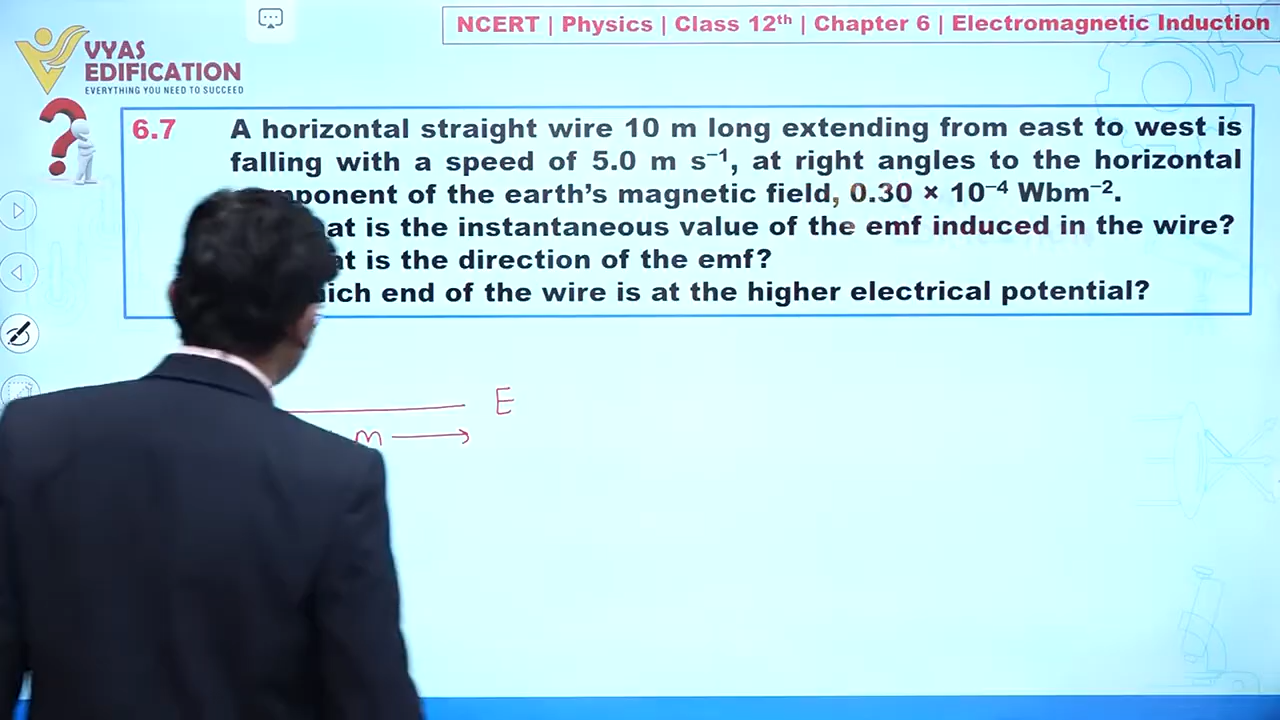 NCERT | Physics | Class 12th | Chapter 6 | Electromagnetic Induction
VYAS
EDIFICATION
EVERYTHING YOU NEED TO SUCCEED
6.7 A horizontal straight wire 10 m long extending from east to west is
falling with a speed of 5.0 m s⁻¹, at right angles to the horizontal
of the earth's magnetic field, 0.30 × 10⁻⁴ Wbm⁻².
is the instantaneous value of the emf induced in the wire?
is the direction of the emf?
end of the wire is at the higher electrical potential?
E
m